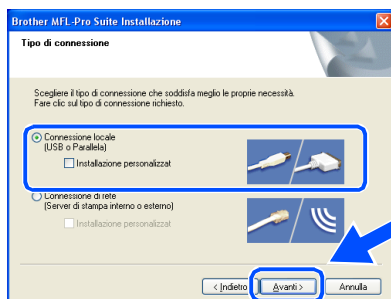 Brother MFL-Pro Suite Installazione
Tipo di connessione
Scegliere il tipo di connessione che soddisfa meglio le proprie necessità.
Fare clic sul tipo di connessione richiesto.
Connessione locale
(USB o Parallela)
Installazione personalizzat
Connessione di rete
(Server di stampa interno o esterno)
Installazione personalizzat
< Indietro
Avanti >
Annulla